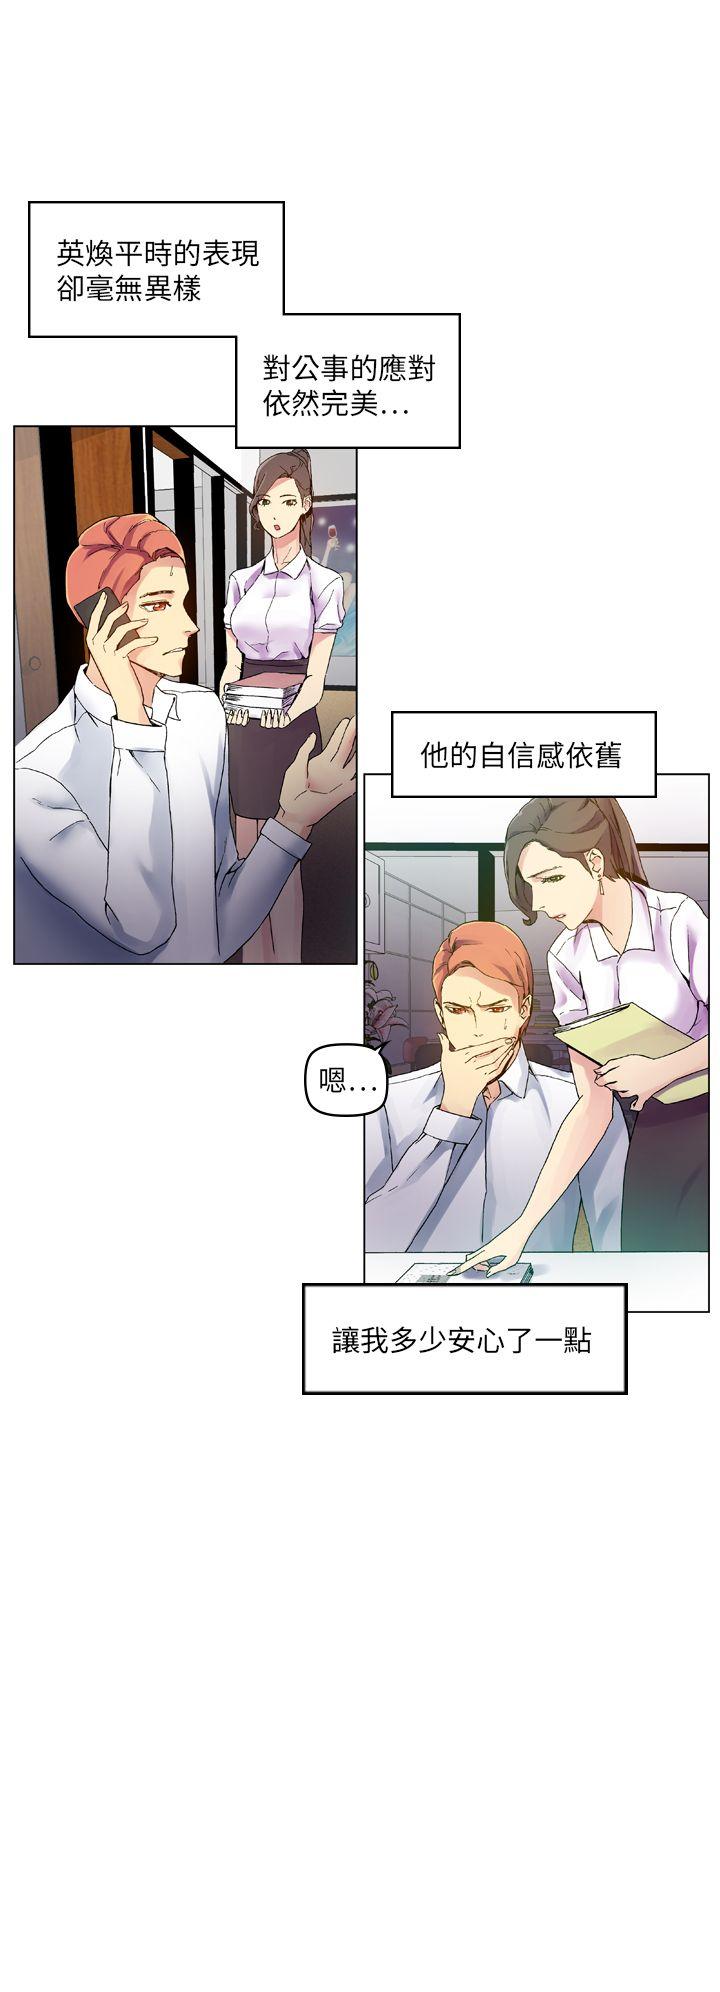 英煥平時的表現
卻毫無異樣
對公事的應對
依然完美...
他的自信感依舊
嗯...
讓我多少安心了一點